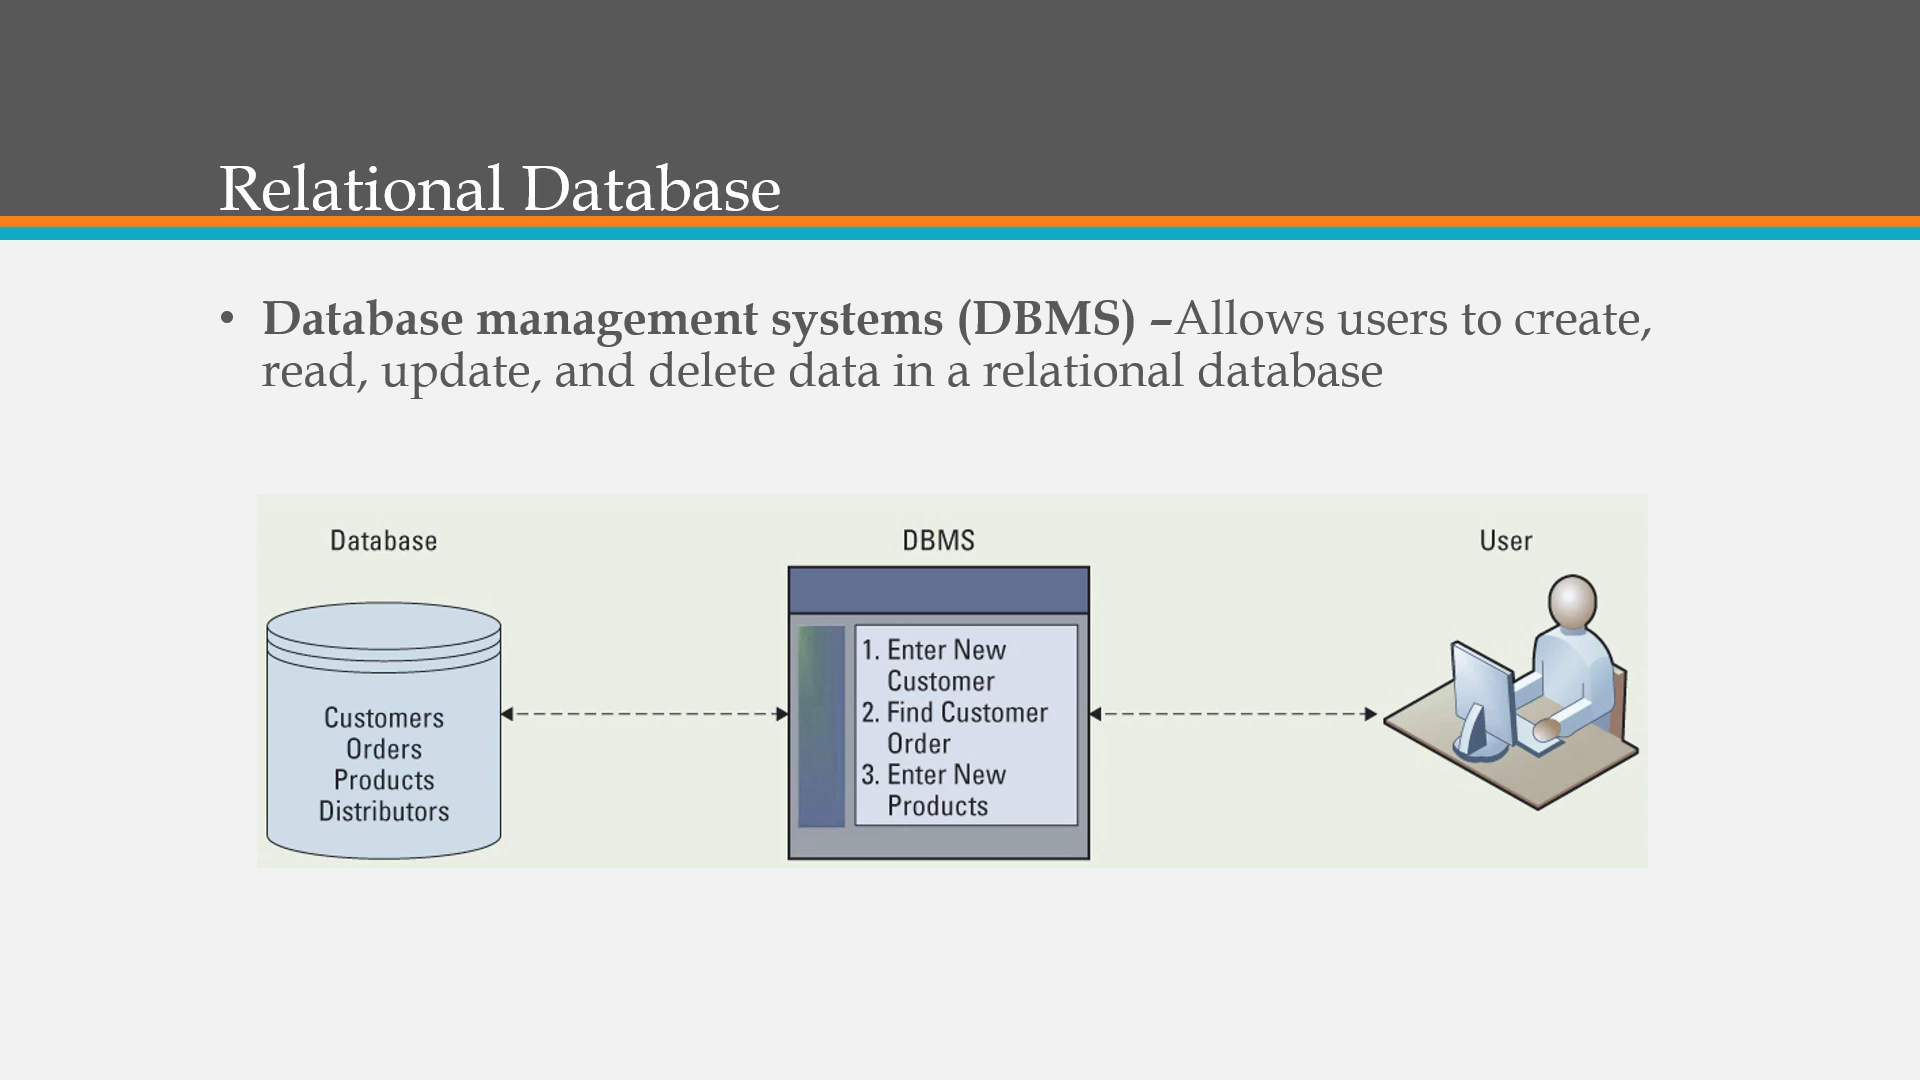 Relational Database
• Database management systems (DBMS) –Allows users to create,
read, update, and delete data in a relational database
Database
DBMS
User
Customers
Orders
Products
Distributors
1. Enter New
Customer
2. Find Customer
Order
3. Enter New
Products